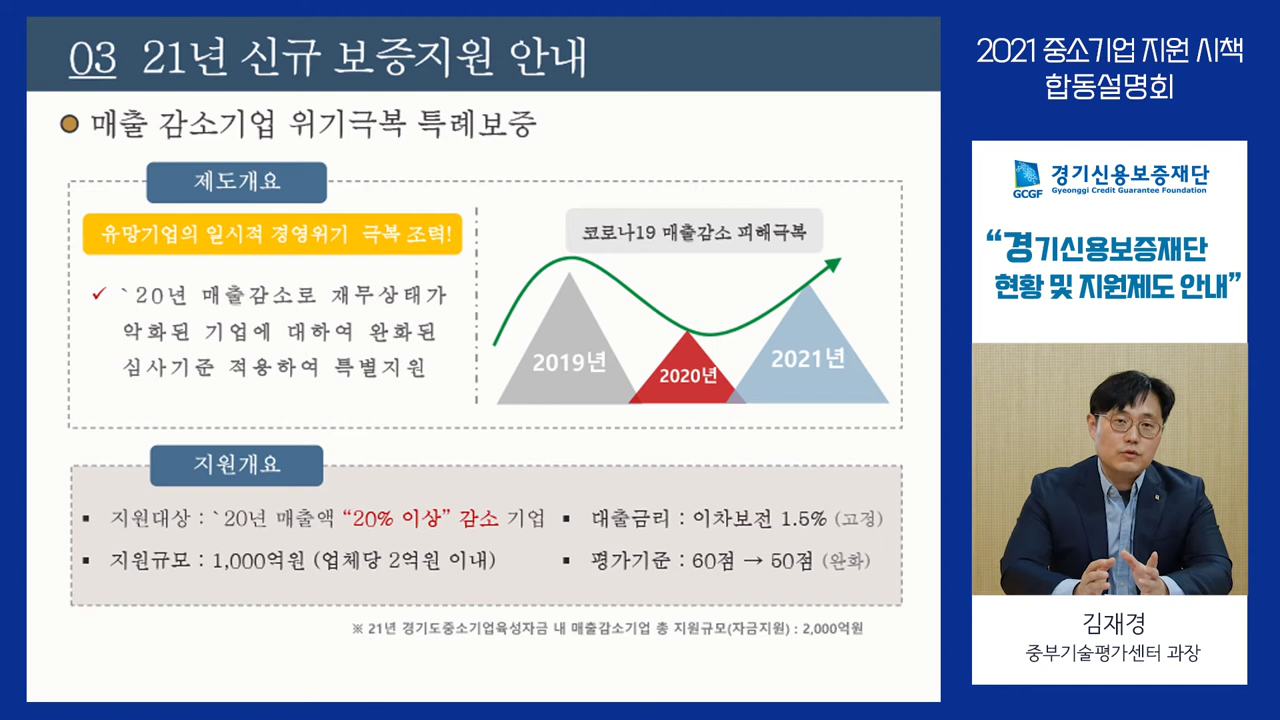 03 21년 신규 보증지원 안내
매출 감소기업 위기극복 특례보증
제도개요
유망기업의 일시적 경영위기 극복 조력!
`20년 매출감소로 재무상태가
악화된 기업에 대하여 완화된
심사기준 적용하여 특별지원
코로나19 매출감소 피해극복
2019년
2020년
2021년
지원개요
▪ 지원대상 : `20년 매출액 “20% 이상” 감소 기업
▪ 지원규모 : 1,000억원 (업체당 2억원 이내)
▪ 대출금리 : 이차보전 1.5% (고정)
▪ 평가기준 : 60점 → 50점 (완화)
※ 21년 경기도중소기업육성자금 내 매출감소기업 총 지원규모(자금지원) : 2,000억원
2021 중소기업 지원 시책
합동설명회
GCGF
경기신용보증재단
Gyeonggi Credit Guarantee Foundation
“경기신용보증재단
현황 및 지원제도 안내”
김재경
중부기술평가센터 과장